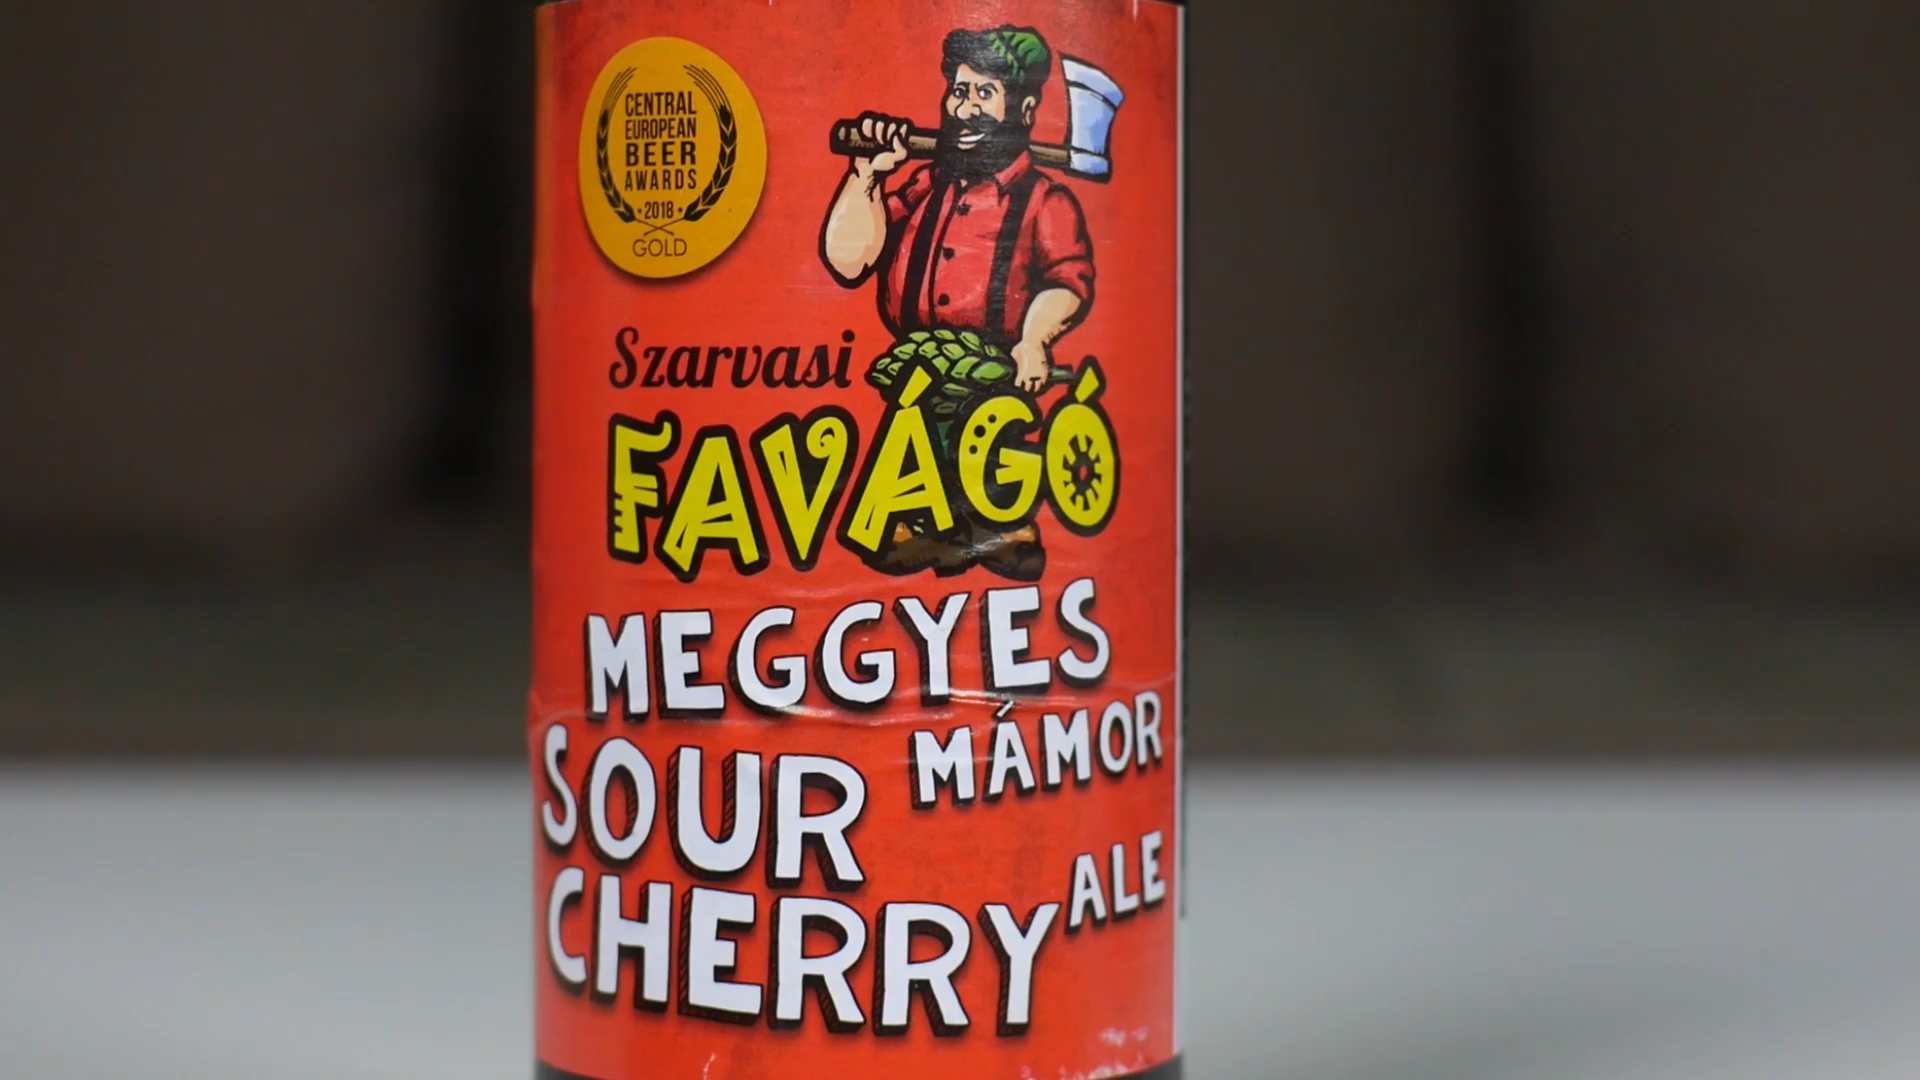 CENTRAL
EUROPEAN
BEER
AWARDS
• 2018 •
GOLD
Szarvasi
FAVÁGÓ
MEGGYES
MÁMOR
SOUR
CHERRY
ALE